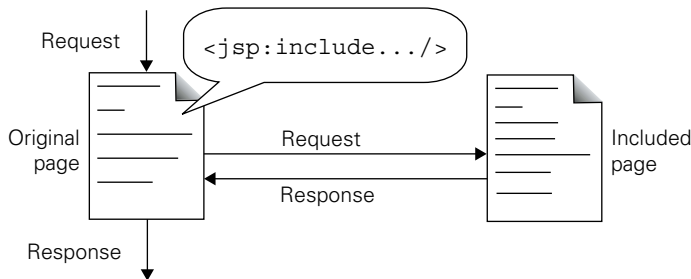 Request
<jsp:include.../>
Original
page
Request
Included
page
Response
Response